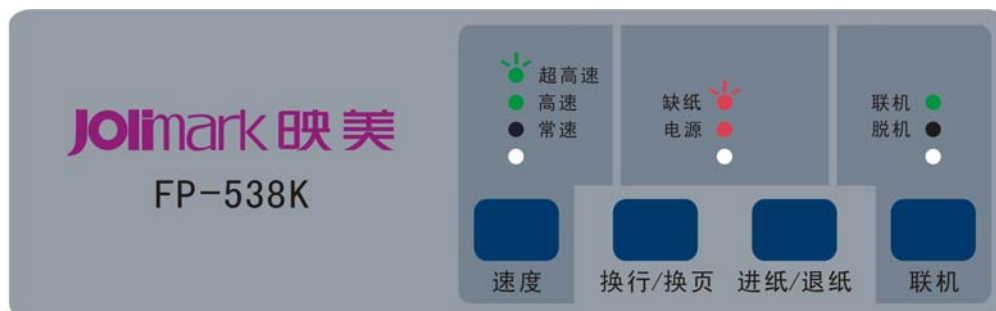 Jolimark 映美
FP-538K
超高速
高速
常速
缺纸
电源
联机
脱机
速度
换行/换页
进纸/退纸
联机